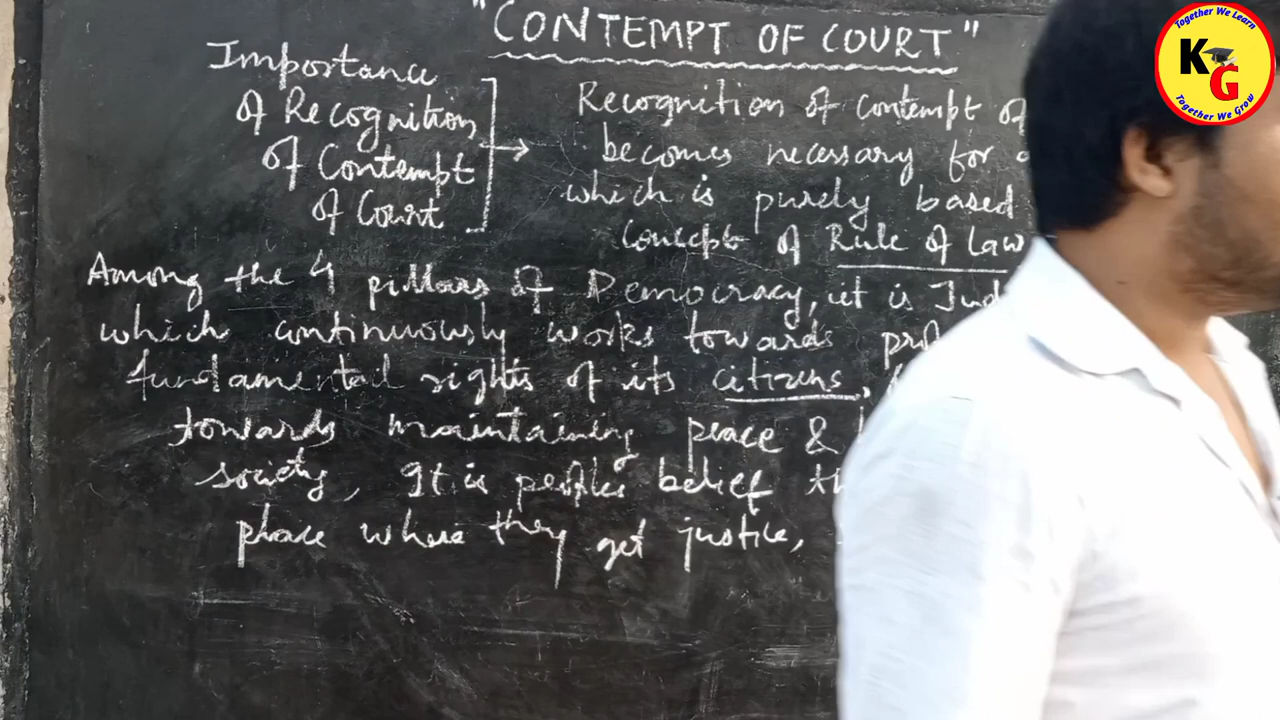 "CONTEMPT OF COURT"
Importance
of Recognition
of Contempt
of Court
Recognition of contempt of
becomes necessary for
which is purely based
Concept of Rule of Law
Among the 4 pillars of Democracy, it is Jud
which continuously works towards
fundamental rights of its citizens,
towards maintaining peace &
society, It is peoples belief
place where they get justice,
Together We Learn
KG
Together We Grow